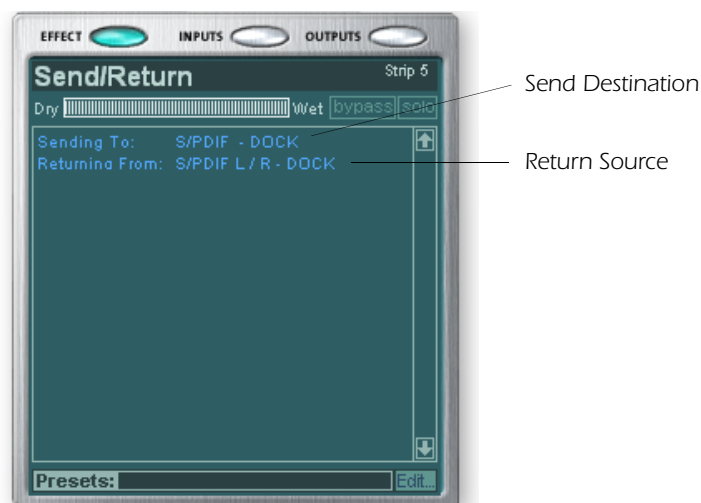 EFFECT INPUTS OUTPUTS
Send/Return Strip 5
Dry Wet bypass solo
Sending To: S/PDIF - DOCK
Returning From: S/PDIF L / R - DOCK
Send Destination
Return Source
Presets: Edit...